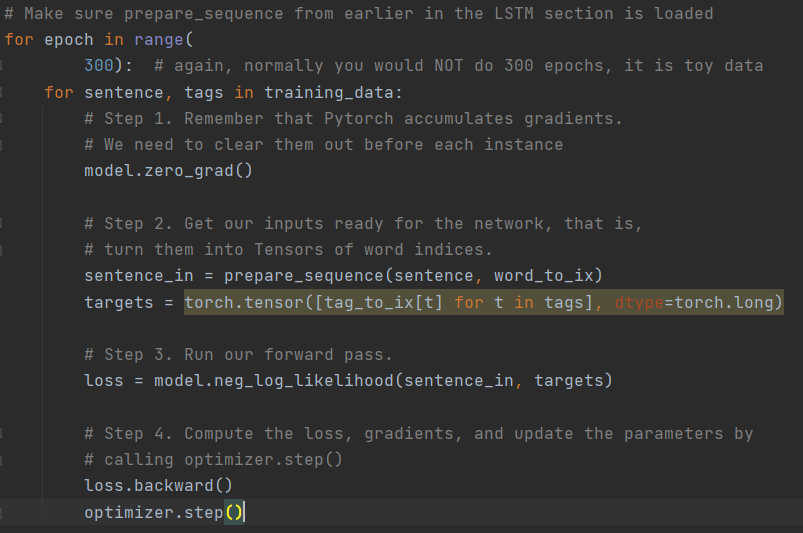 # Make sure prepare_sequence from earlier in the LSTM section is loaded
for epoch in range(
        300):  # again, normally you would NOT do 300 epochs, it is toy data
    for sentence, tags in training_data:
        # Step 1. Remember that Pytorch accumulates gradients.
        # We need to clear them out before each instance
        model.zero_grad()

        # Step 2. Get our inputs ready for the network, that is,
        # turn them into Tensors of word indices.
        sentence_in = prepare_sequence(sentence, word_to_ix)
        targets = torch.tensor([tag_to_ix[t] for t in tags], dtype=torch.long)

        # Step 3. Run our forward pass.
        loss = model.neg_log_likelihood(sentence_in, targets)

        # Step 4. Compute the loss, gradients, and update the parameters by
        # calling optimizer.step()
        loss.backward()
        optimizer.step()